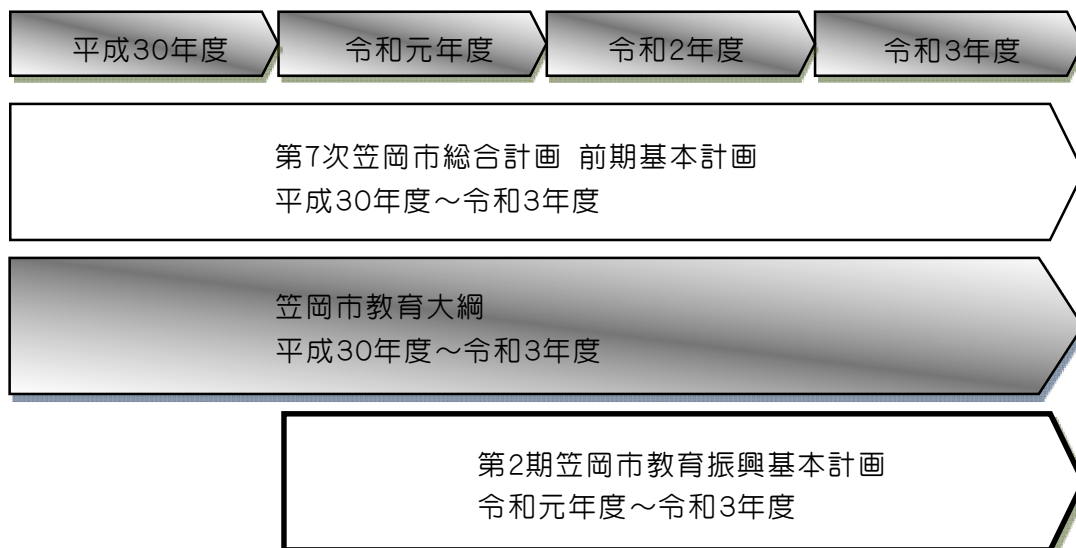 平成30年度 令和元年度 令和2年度 令和3年度
第7次笠岡市総合計画 前期基本計画
平成30年度～令和3年度
笠岡市教育大綱
平成30年度～令和3年度
第2期笠岡市教育振興基本計画
令和元年度～令和3年度